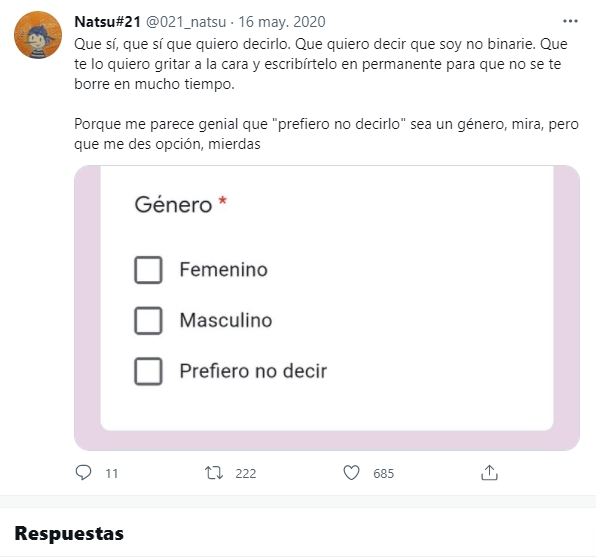 Natsu#21 @021_natsu · 16 may. 2020
Que sí, que sí que quiero decirlo. Que quiero decir que soy no binarie. Que
te lo quiero gritar a la cara y escribírtelo en permanente para que no se te
borre en mucho tiempo.
Porque me parece genial que "prefiero no decirlo" sea un género, mira, pero
que me des opción, mierdas
Género *
Femenino
Masculino
Prefiero no decir
11 222 685
Respuestas